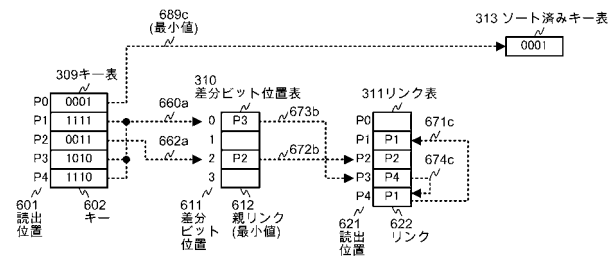 689c
(最小値)
313 ソート済みキー表
0001
309キー表
P0 0001
P1 1111
P2 0011
P3 1010
P4 1110
601
読出
位置
602
キー
660a
662a
310
差分ビット位置表
0 P3
1
2 P2
3
611
差分
ビット
位置
612
親リンク
(最小値)
673b
672b
311リンク表
P0
P1 P1
P2 P2
P3 P4
P4 P1
671c
674c
621
読出
位置
622
リンク